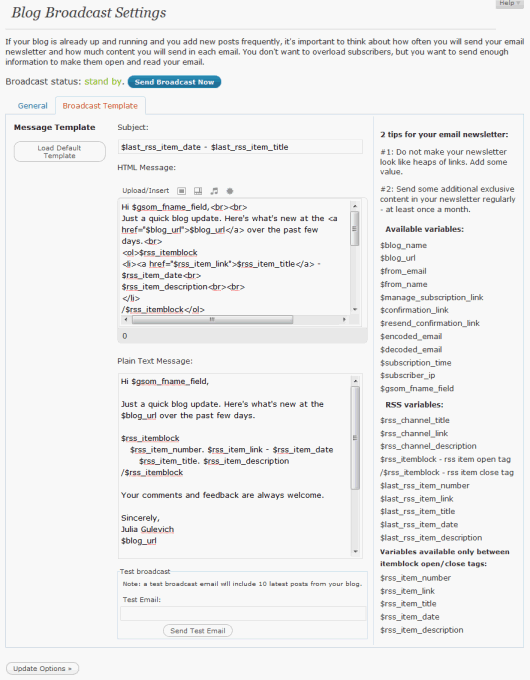 Help
Blog Broadcast Settings
If your blog is already up and running and you add new posts frequently, it's important to think about how often you will send your email
newsletter and how much content you will send in each email. You don't want to overload subscribers, but you want to send enough
information to make them open and read your email.
Broadcast status: stand by. Send Broadcast Now
General Broadcast Template
Message Template
Load Default
Template
Subject:
$last_rss_item_date - $last_rss_item_title
HTML Message:
Upload/Insert
Hi $gsom_fname_field,<br><br>
Just a quick blog update. Here's what's new at the <a
href="$blog_url">$blog_url</a> over the past few
days.<br>
<ol>$rss_itemblock
<li><a href="$rss_item_link">$rss_item_title</a> -
$rss_item_date<br>
$rss_item_description<br><br>
</li>
/$rss_itemblock</ol>
0
Plain Text Message:
Hi $gsom_fname_field,
Just a quick blog update. Here's what's new at the
$blog_url over the past few days.
$rss_itemblock
$rss_item_number. $rss_item_link - $rss_item_date
$rss_item_title. $rss_item_description
/$rss_itemblock
Your comments and feedback are always welcome.
Sincerely,
Julia Gulevich
$blog_url
Test broadcast
Note: a test broadcast email will include 10 latest posts from your blog.
Test Email:
Send Test Email
2 tips for your email newsletter:
#1: Do not make your newsletter
look like heaps of links. Add some
value.
#2: Send some additional exclusive
content in your newsletter regularly
- at least once a month.
Available variables:
$blog_name
$blog_url
$from_email
$from_name
$manage_subscription_link
$confirmation_link
$resend_confirmation_link
$encoded_email
$decoded_email
$subscription_time
$subscriber_ip
$gsom_fname_field
RSS variables:
$rss_channel_title
$rss_channel_link
$rss_channel_description
$rss_itemblock - rss item open tag
/$rss_itemblock - rss item close tag
$last_rss_item_number
$last_rss_item_link
$last_rss_item_title
$last_rss_item_date
$last_rss_item_description
Variables available only between
itemblock open/close tags:
$rss_item_number
$rss_item_link
$rss_item_title
$rss_item_date
$rss_item_description
Update Options »